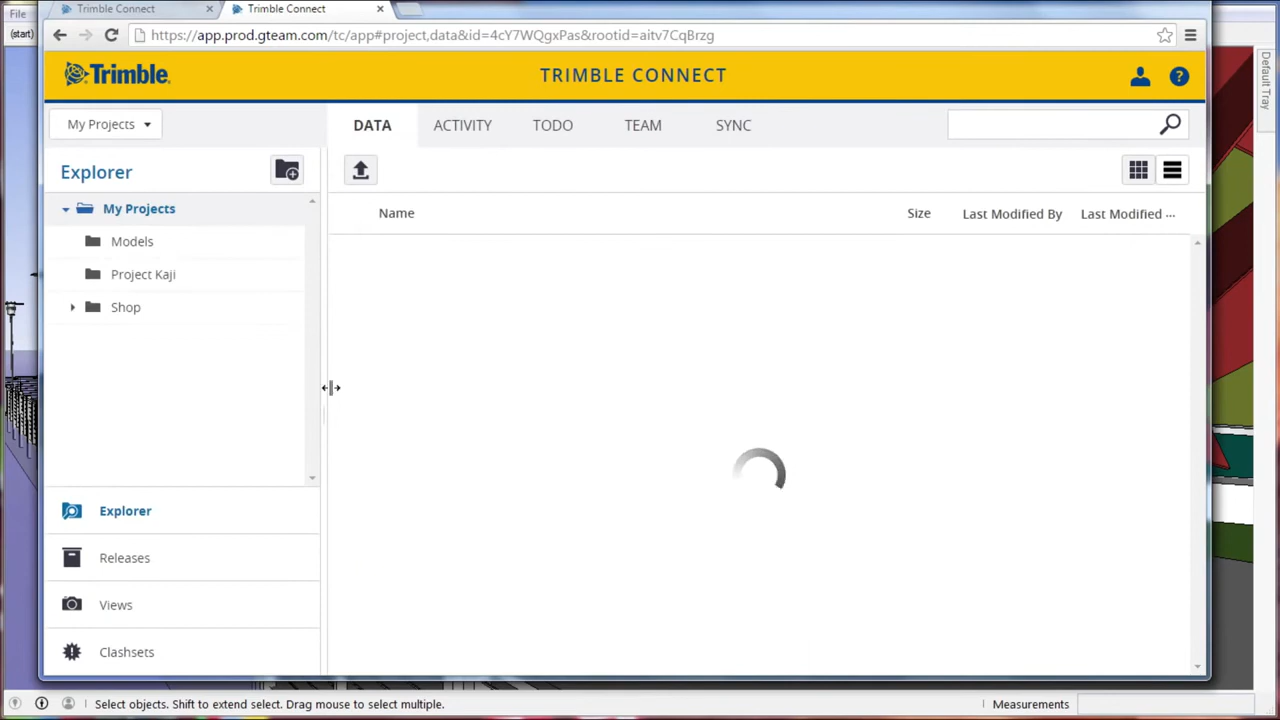 File
Trimble Connect
Trimble Connect
(start)
https://app.prod.gteam.com/tc/app#project,data&id=4cY7WQgxPas&rootid=aitv7CqBrzg
Trimble
TRIMBLE CONNECT
?
Default Tray
My Projects
DATA
ACTIVITY
TODO
TEAM
SYNC
Explorer
My Projects
Name
Size
Last Modified By
Last Modified ...
Models
Project Kaji
Shop
Explorer
Releases
Views
Clashsets
Select objects. Shift to extend select. Drag mouse to select multiple.
Measurements